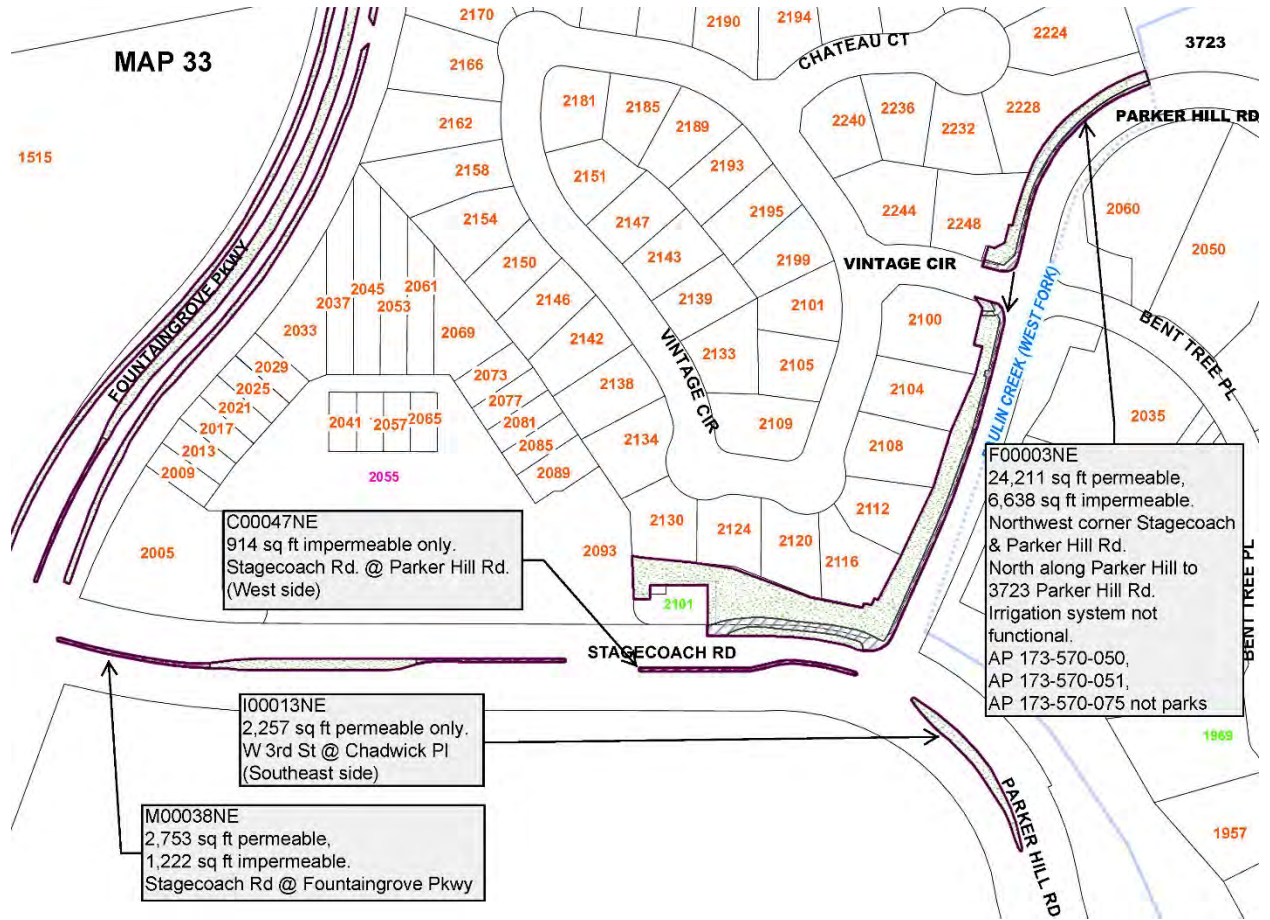 2170
2190
2194
2224
3723
MAP 33
CHATEAU CT
2166
2181
2185
2236
2228
2162
2189
2240
2232
PARKER HILL RD
1515
2158
2151
2193
2154
2147
2195
2244
2248
2060
2050
FOUNTAINGROVE PKWY
2045
2061
2037
2053
2150
2143
2199
VINTAGE CIR
2033
2069
2146
2139
2101
2100
2142
VINTAGE CIR
2133
2105
2104
BENT TREE PL
2029
2025
2021
2017
2013
2009
2073
2077
2081
2085
2089
2138
2134
2109
2108
2035
2041
2057
2065
2055
2112
2130
2124
2120
2116
2005
2093
2101
BENT TREE PL
F00003NE
24,211 sq ft permeable,
6,638 sq ft impermeable.
Northwest corner Stagecoach
& Parker Hill Rd.
North along Parker Hill to
3723 Parker Hill Rd.
Irrigation system not
functional.
AP 173-570-050,
AP 173-570-051,
AP 173-570-075 not parks
C00047NE
914 sq ft impermeable only.
Stagecoach Rd. @ Parker Hill Rd.
(West side)
STAGECOACH RD
I00013NE
2,257 sq ft permeable only.
W 3rd St @ Chadwick Pl
(Southeast side)
M00038NE
2,753 sq ft permeable,
1,222 sq ft impermeable.
Stagecoach Rd @ Fountaingrove Pkwy
1969
1957
PARKER HILL RD
CREEK (WEST FORK)